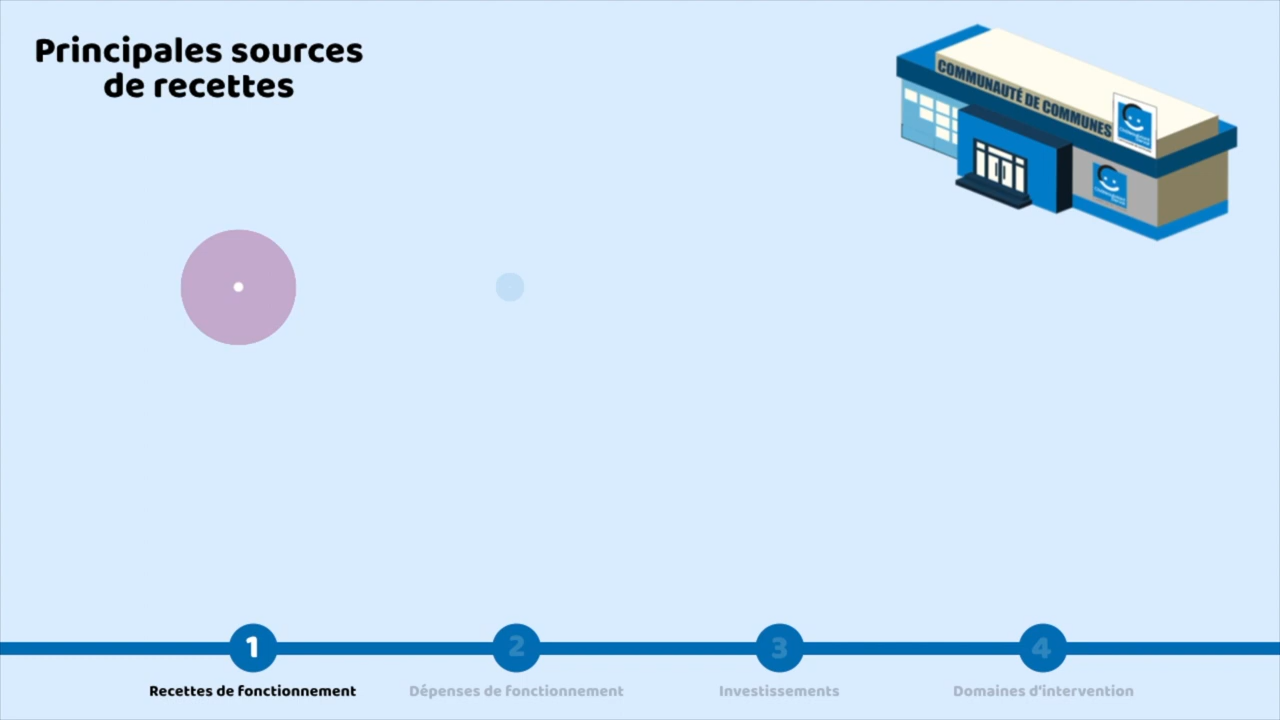 Principales sources
de recettes
COMMUNAUTÉ DE COMMUNES
1
2
3
4
Recettes de fonctionnement
Dépenses de fonctionnement
Investissements
Domaines d'intervention